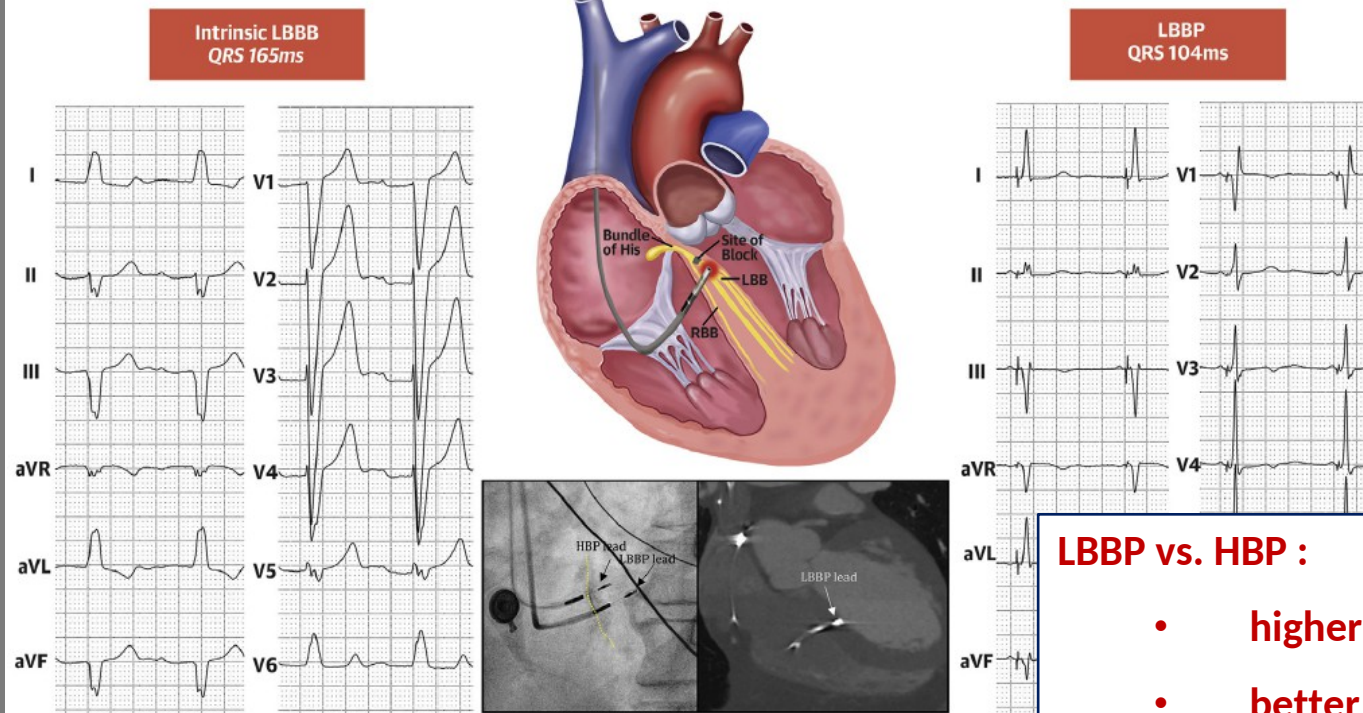 Intrinsic LBBB
QRS 165ms
I
II
III
aVR
aVL
aVF
V1
V2
V3
V4
V5
V6
Bundle
of His
Site of
Block
LBB
RBB
HBP lead
LBBP lead
LBBP lead
LBBP
QRS 104ms
I
II
III
aVR
aVL
aVF
V1
V2
V3
V4
LBBP vs. HBP :
• higher
• better